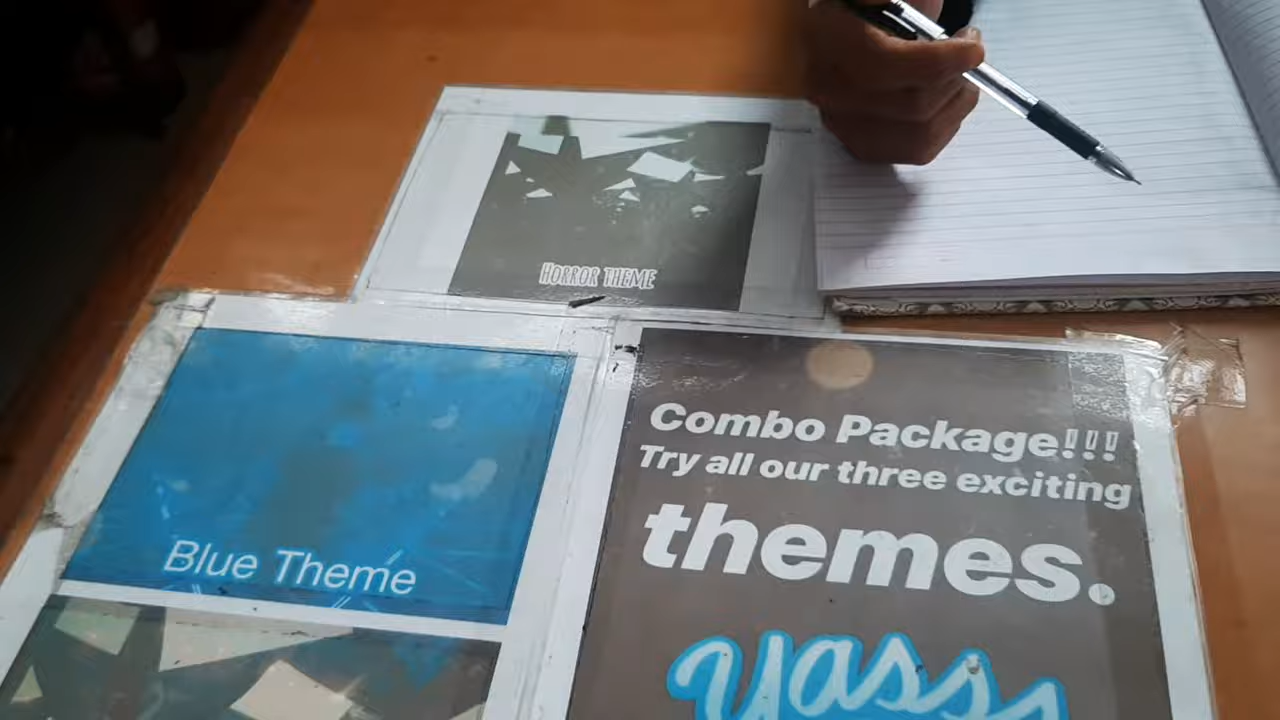 HORROR THEME
Blue Theme
Combo Package!!!
Try all our three exciting
themes.
yass